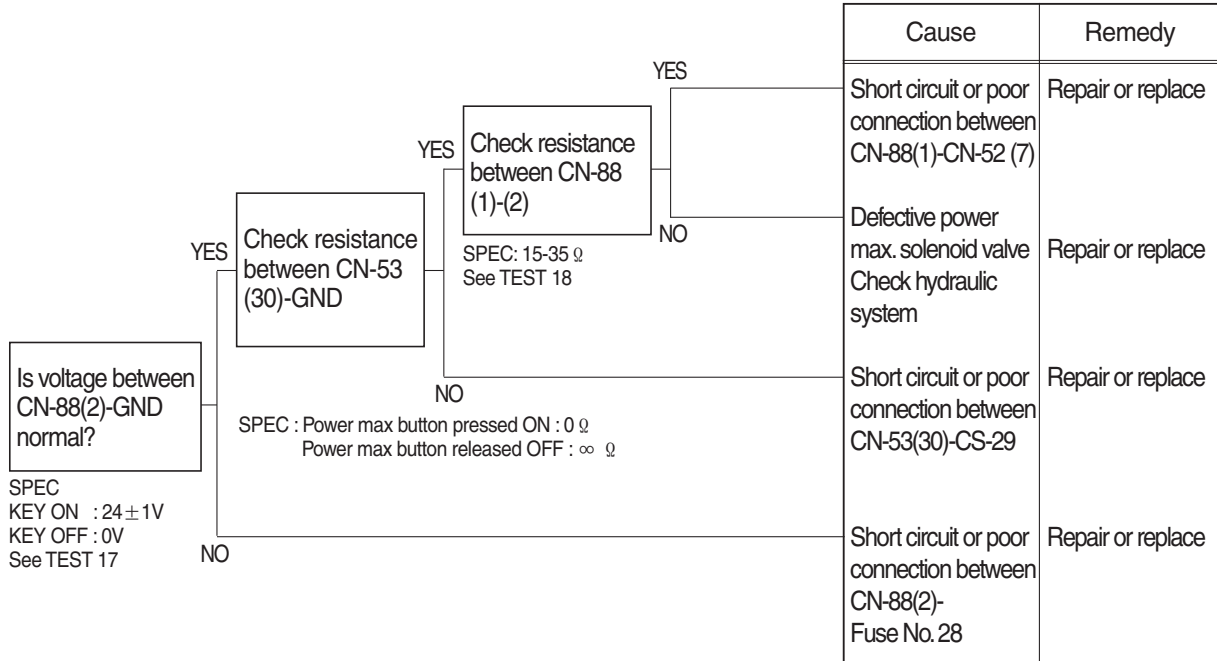 Cause
Remedy
YES
Short circuit or poor
connection between
CN-88(1)-CN-52 (7)
Repair or replace
YES
Check resistance
between CN-88
(1)-(2)
NO
SPEC: 15-35 Ω
See TEST 18
Defective power
max. solenoid valve
Check hydraulic
system
Repair or replace
YES
Check resistance
between CN-53
(30)-GND
NO
SPEC : Power max button pressed ON : 0 Ω
Power max button released OFF : ∞ Ω
Short circuit or poor
connection between
CN-53(30)-CS-29
Repair or replace
Is voltage between
CN-88(2)-GND
normal?
SPEC
KEY ON : 24±1V
KEY OFF : 0V
See TEST 17
NO
Short circuit or poor
connection between
CN-88(2)-
Fuse No. 28
Repair or replace